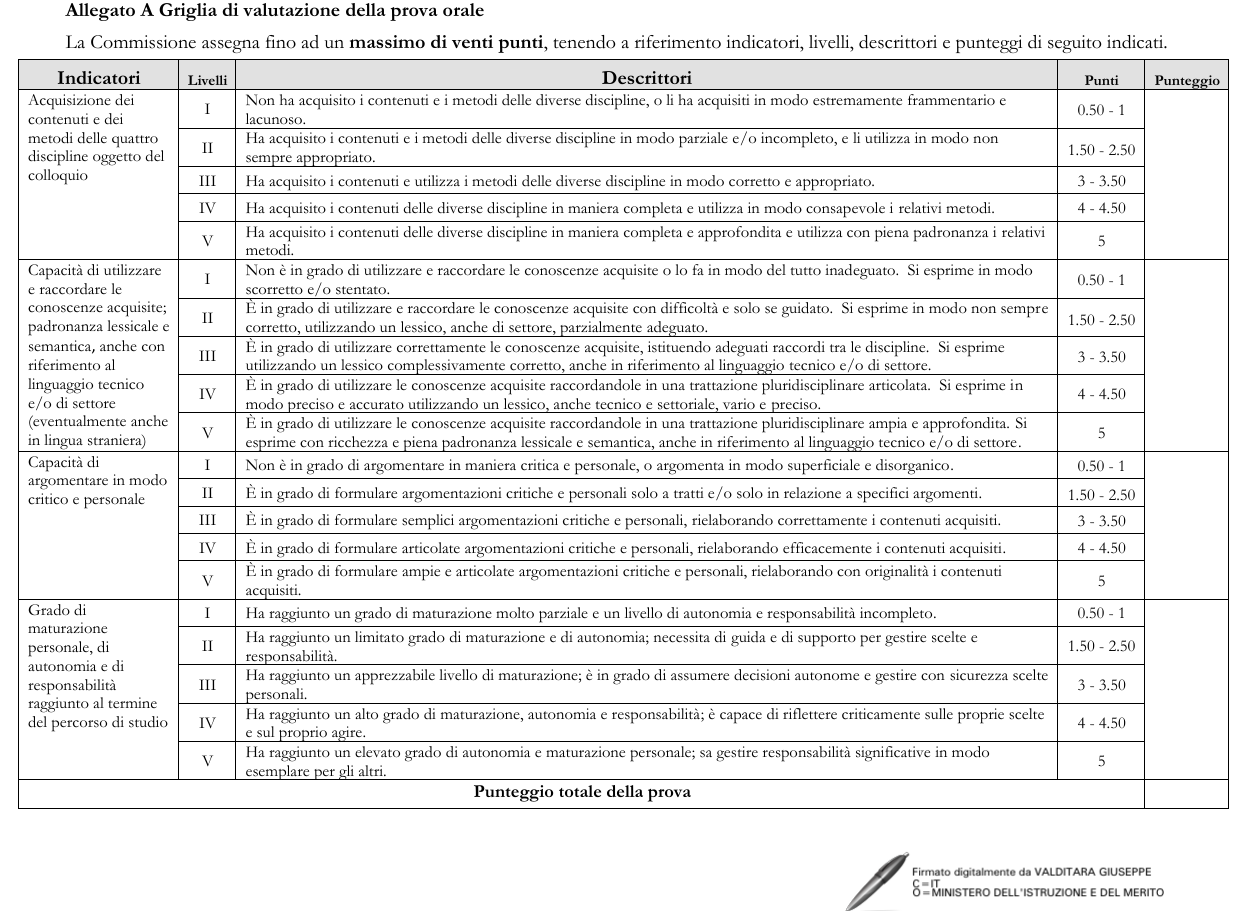 Allegato A Griglia di valutazione della prova orale
La Commissione assegna fino ad un massimo di venti punti, tenendo a riferimento indicatori, livelli, descrittori e punteggi di seguito indicati.
Indicatori Livelli Descrittori Punti Punteggio
Acquisizione dei
contenuti e dei
metodi delle quattro
discipline oggetto del
colloquio
I
Non ha acquisito i contenuti e i metodi delle diverse discipline, o li ha acquisiti in modo estremamente frammentario e
lacunoso.
0.50 - 1
II
Ha acquisito i contenuti e i metodi delle diverse discipline in modo parziale e/o incompleto, e li utilizza in modo non
sempre appropriato.
1.50 - 2.50
III
Ha acquisito i contenuti e utilizza i metodi delle diverse discipline in modo corretto e appropriato.
3 - 3.50
IV
Ha acquisito i contenuti delle diverse discipline in maniera completa e utilizza in modo consapevole i relativi metodi.
4 - 4.50
V
Ha acquisito i contenuti delle diverse discipline in maniera completa e approfondita e utilizza con piena padronanza i relativi
metodi.
5
Capacità di utilizzare
e raccordare le
conoscenze acquisite;
padronanza lessicale e
semantica, anche con
riferimento al
linguaggio tecnico
e/o di settore
(eventualmente anche
in lingua straniera)
I
Non è in grado di utilizzare e raccordare le conoscenze acquisite o lo fa in modo del tutto inadeguato. Si esprime in modo
scorretto e/o stentato.
0.50 - 1
II
È in grado di utilizzare e raccordare le conoscenze acquisite con difficoltà e solo se guidato. Si esprime in modo non sempre
corretto, utilizzando un lessico, anche di settore, parzialmente adeguato.
1.50 - 2.50
III
È in grado di utilizzare correttamente le conoscenze acquisite, istituendo adeguati raccordi tra le discipline. Si esprime
utilizzando un lessico complessivamente corretto, anche in riferimento al linguaggio tecnico e/o di settore.
3 - 3.50
IV
È in grado di utilizzare le conoscenze acquisite raccordandole in una trattazione pluridisciplinare articolata. Si esprime in
modo preciso e accurato utilizzando un lessico, anche tecnico e settoriale, vario e preciso.
4 - 4.50
V
È in grado di utilizzare le conoscenze acquisite raccordandole in una trattazione pluridisciplinare ampia e approfondita. Si
esprime con ricchezza e piena padronanza lessicale e semantica, anche in riferimento al linguaggio tecnico e/o di settore.
5
Capacità di
argomentare in modo
critico e personale
I
Non è in grado di argomentare in maniera critica e personale, o argomenta in modo superficiale e disorganico.
0.50 - 1
II
È in grado di formulare argomentazioni critiche e personali solo a tratti e/o solo in relazione a specifici argomenti.
1.50 - 2.50
III
È in grado di formulare semplici argomentazioni critiche e personali, rielaborando correttamente i contenuti acquisiti.
3 - 3.50
IV
È in grado di formulare articolate argomentazioni critiche e personali, rielaborando efficacemente i contenuti acquisiti.
4 - 4.50
V
È in grado di formulare ampie e articolate argomentazioni critiche e personali, rielaborando con originalità i contenuti
acquisiti.
5
Grado di
maturazione
personale, di
autonomia e di
responsabilità
raggiunto al termine
del percorso di studio
I
Ha raggiunto un grado di maturazione molto parziale e un livello di autonomia e responsabilità incompleto.
0.50 - 1
II
Ha raggiunto un limitato grado di maturazione e di autonomia; necessita di guida e di supporto per gestire scelte e
responsabilità.
1.50 - 2.50
III
Ha raggiunto un apprezzabile livello di maturazione; è in grado di assumere decisioni autonome e gestire con sicurezza scelte
personali.
3 - 3.50
IV
Ha raggiunto un alto grado di maturazione, autonomia e responsabilità; è capace di riflettere criticamente sulle proprie scelte
e sul proprio agire.
4 - 4.50
V
Ha raggiunto un elevato grado di autonomia e maturazione personale; sa gestire responsabilità significative in modo
esemplare per gli altri.
5
Punteggio totale della prova
Firmato digitalmente da VALDITARA GIUSEPPE
C=IT
O=MINISTERO DELL'ISTRUZIONE E DEL MERITO